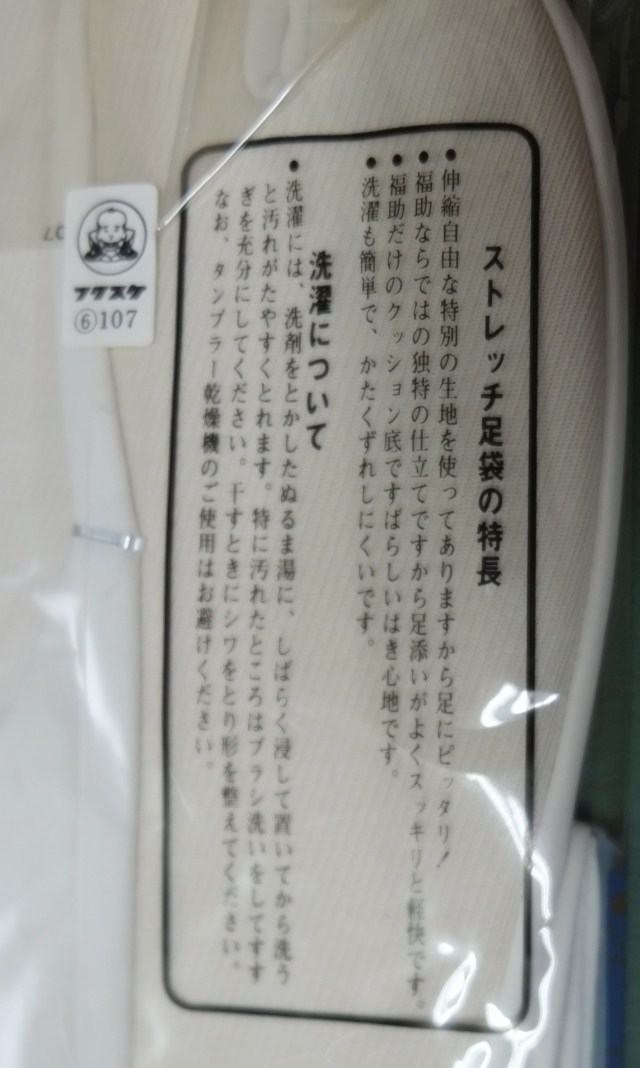 ストレッチ足袋の特長
●伸縮自由な特別の生地を使ってありますから足にピッタリ！
●福助ならではの独特の仕立てですから足添いがよくスッキリと軽快です。
●福助だけのクッション底ですばらしいはき心地です。
●洗濯も簡単で、かたくずれしにくいです。
洗濯について
●洗濯には、洗剤をとかしたぬるま湯に、しばらく浸して置いてから洗う
と汚れがたやすくとれます。特に汚れたところはブラシ洗いをしてすす
ぎを充分にしてください。干すときにシワをとり形を整えてください。
なお、タンブラー乾燥機のご使用はお避けください。
フクスケ
⑥107